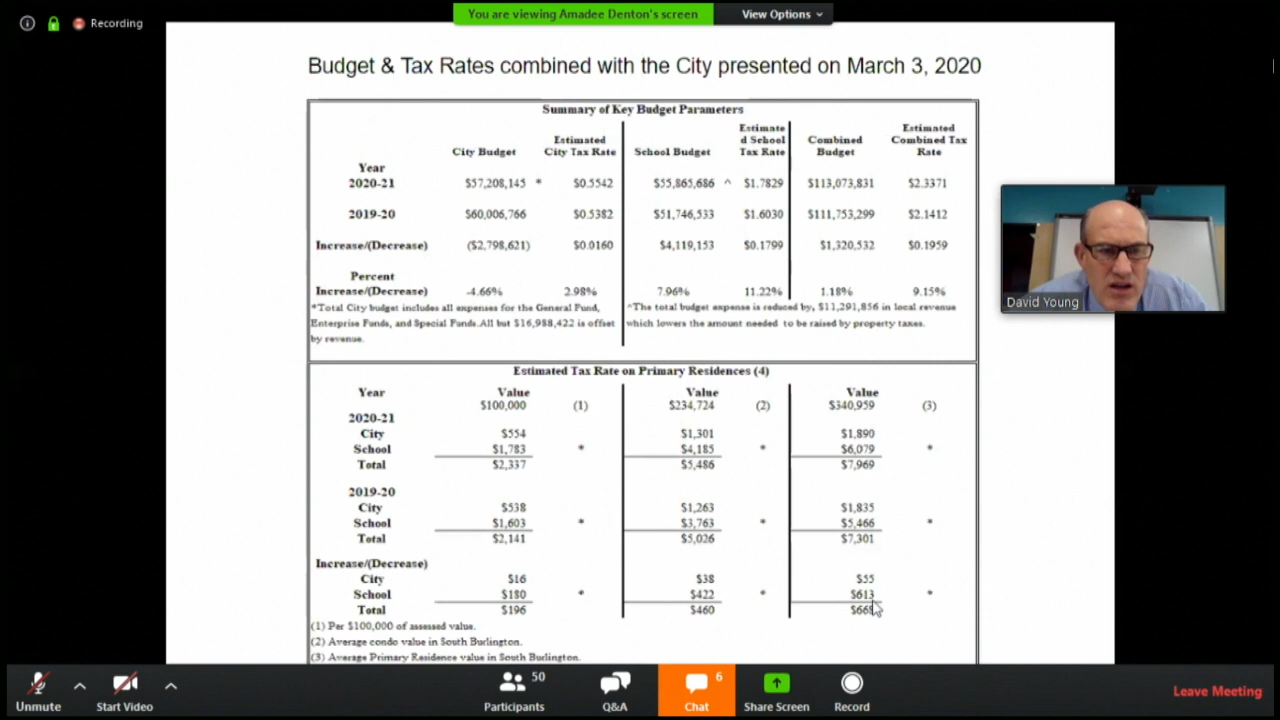 Recording
You are viewing Amadee Denton's screen
View Options
Budget & Tax Rates combined with the City presented on March 3, 2020
Summary of Key Budget Parameters
Year City Budget Estimated City Tax Rate School Budget Estimate d School Tax Rate Combined Budget Estimated Combined Tax Rate
2020-21 $57,208,145 * $0.5542 $55,865,686 ^ $1.7829 $113,073,831 $2.3371
2019-20 $60,006,766 $0.5382 $51,746,533 $1.6030 $111,753,299 $2.1412
Increase/(Decrease) ($2,798,621) $0.0160 $4,119,153 $0.1799 $1,320,532 $0.1959
Percent
Increase/(Decrease) -4.66% 2.98% 7.96% 11.22% 1.18% 9.15%
*Total City budget includes all expenses for the General Fund,
Enterprise Funds, and Special Funds.All but $16,988,422 is offset
by revenue.
^The total budget expense is reduced by, $11,291,856 in local revenue
which lowers the amount needed to be raised by property taxes.
David Young
Estimated Tax Rate on Primary Residences (4)
Year Value Value Value
$100,000 (1) $234,724 (2) $340,959 (3)
2020-21
City $554 $1,301 $1,890
School $1,783 * $4,185 * $6,079 *
Total $2,337 $5,486 $7,969
2019-20
City $538 $1,263 $1,835
School $1,603 * $3,763 * $5,466 *
Total $2,141 $5,026 $7,301
Increase/(Decrease)
City $16 $38 $55
School $180 * $422 * $613 *
Total $196 $460
(1) Per $100,000 of assessed value.
(2) Average condo value in South Burlington.
(3) Average Primary Residence value in South Burlington.
Unmute
Start Video
50
Participants
Q&A
6
Chat
Share Screen
Record
Leave Meeting